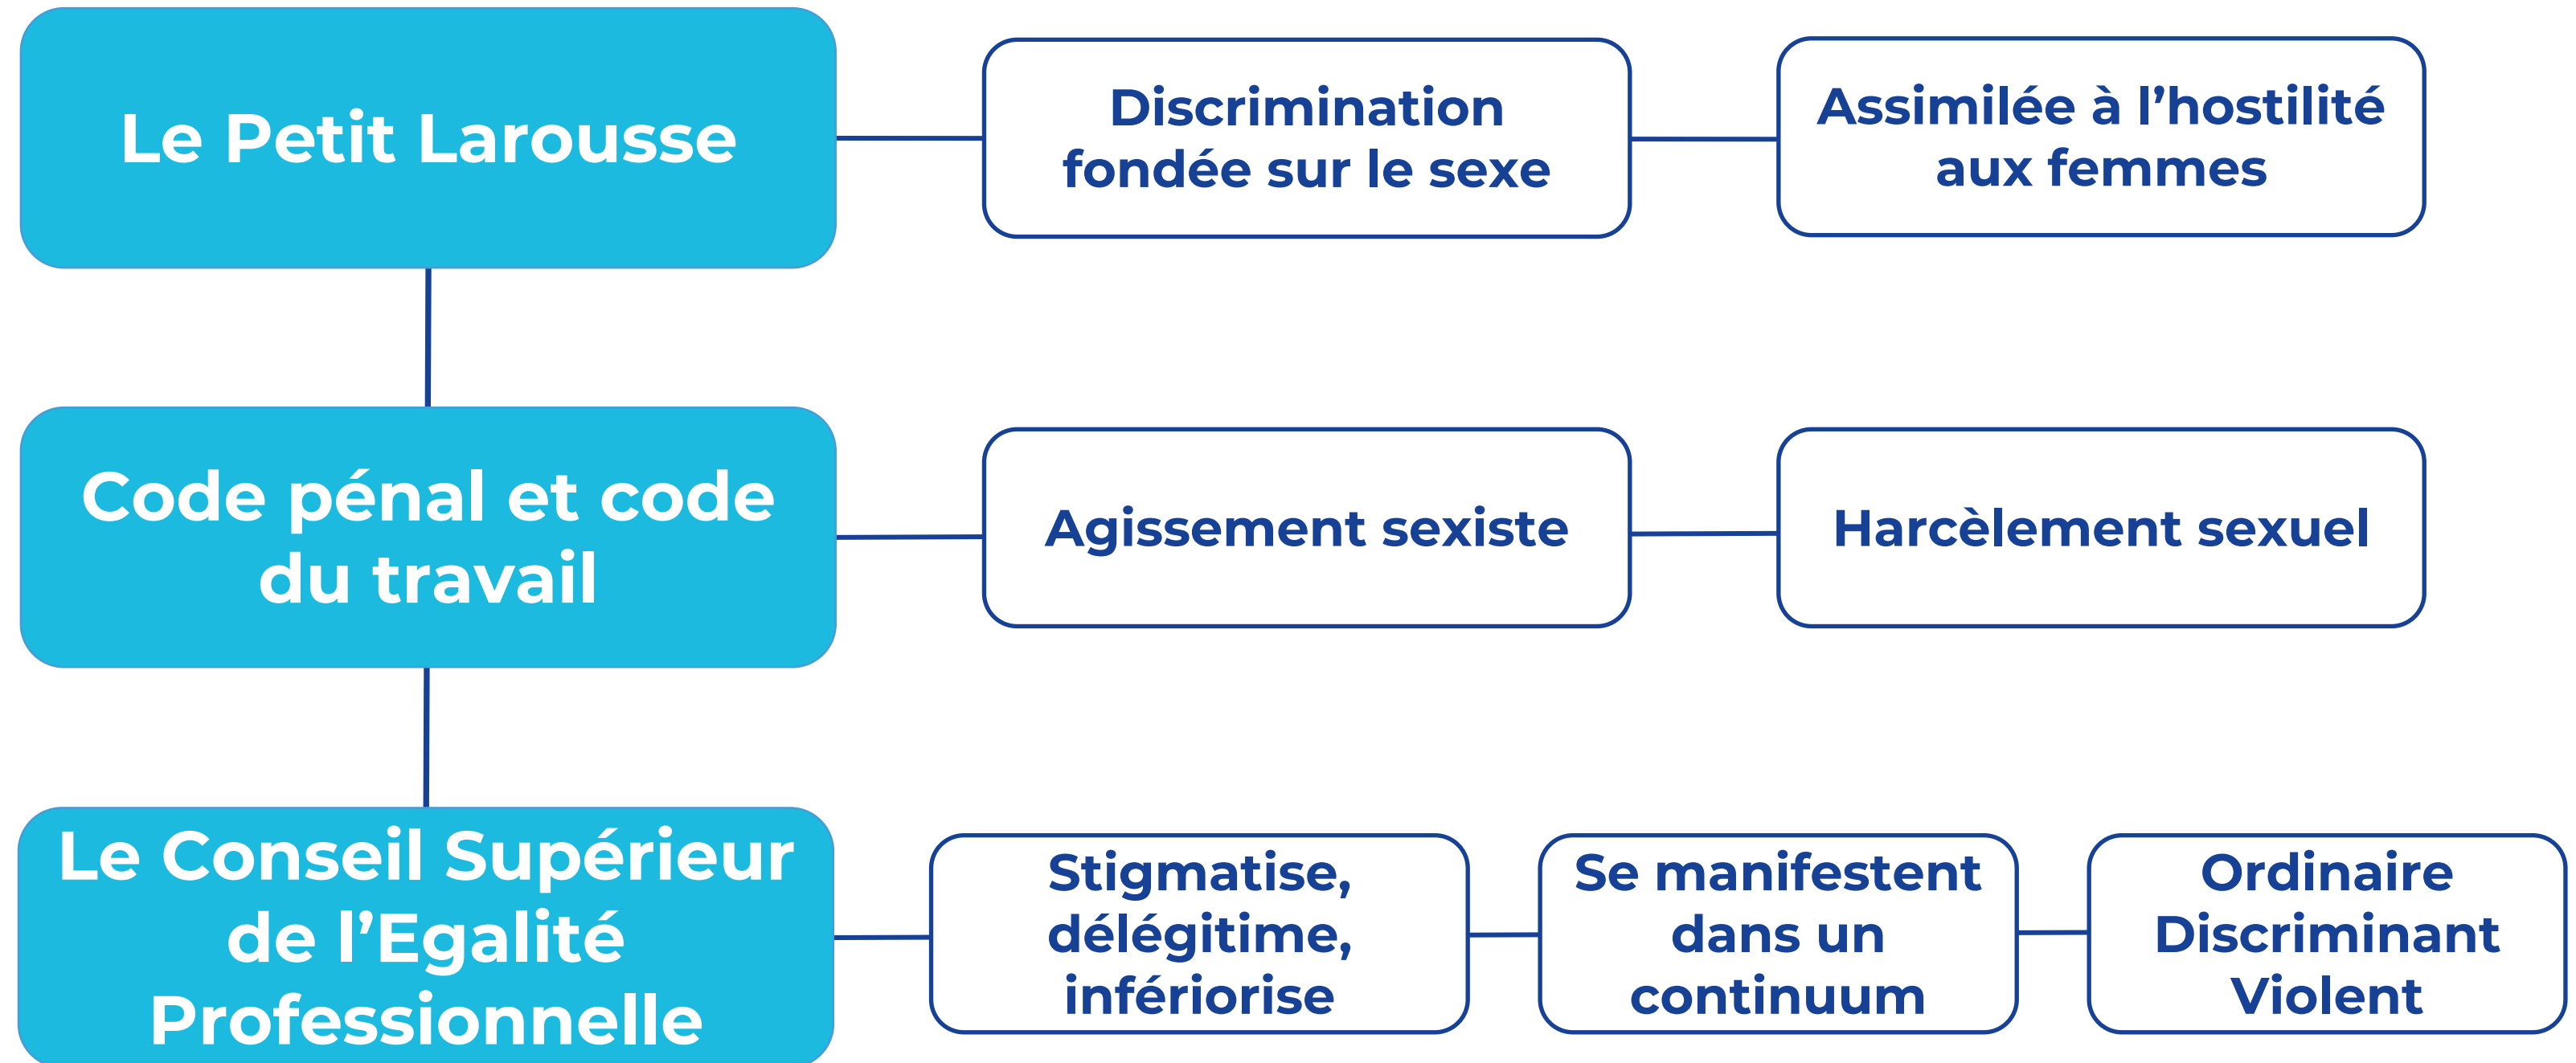 Le Petit Larousse
Discrimination
fondée sur le sexe
Assimilée à l’hostilité
aux femmes
Code pénal et code
du travail
Agissement sexiste
Harcèlement sexuel
Le Conseil Supérieur
de l’Egalité
Professionnelle
Stigmatise,
délégitime,
infériorise
Se manifestent
dans un
continuum
Ordinaire
Discriminant
Violent